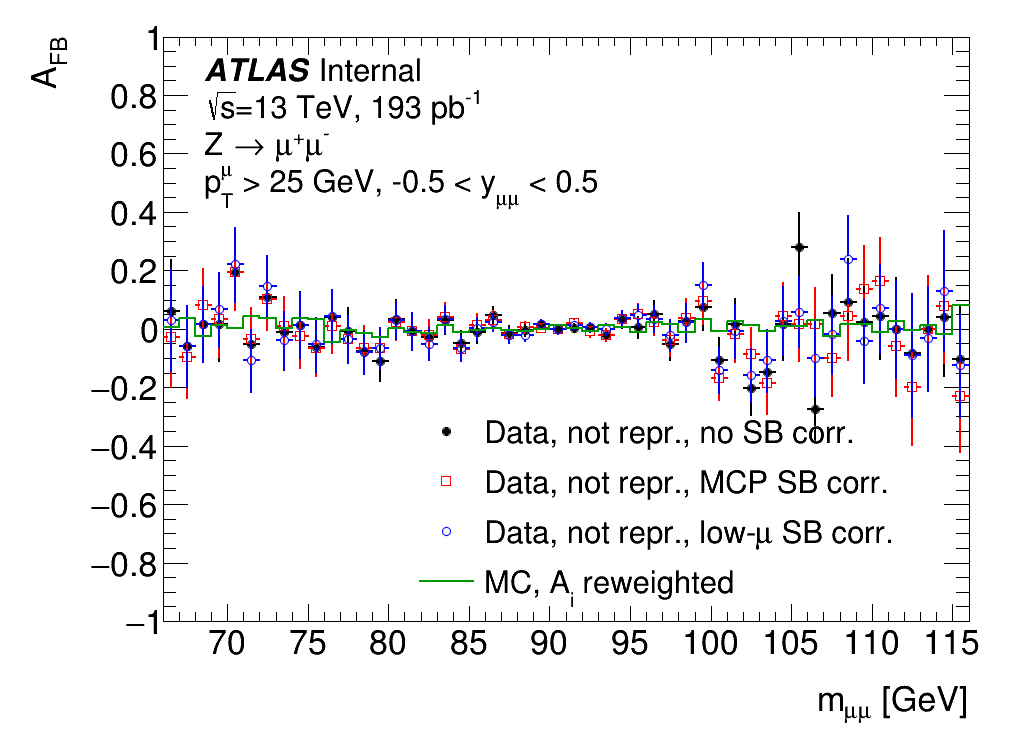 A_FB
ATLAS Internal
√s=13 TeV, 193 pb⁻¹
Z → μ⁺μ⁻
p_T^μ > 25 GeV, -0.5 < y_μμ < 0.5
1
0.8
0.6
0.4
0.2
0
−0.2
−0.4
−0.6
−0.8
−1
Data, not repr., no SB corr.
Data, not repr., MCP SB corr.
Data, not repr., low-μ SB corr.
MC, A_i reweighted
70 75 80 85 90 95 100 105 110 115
m_μμ [GeV]